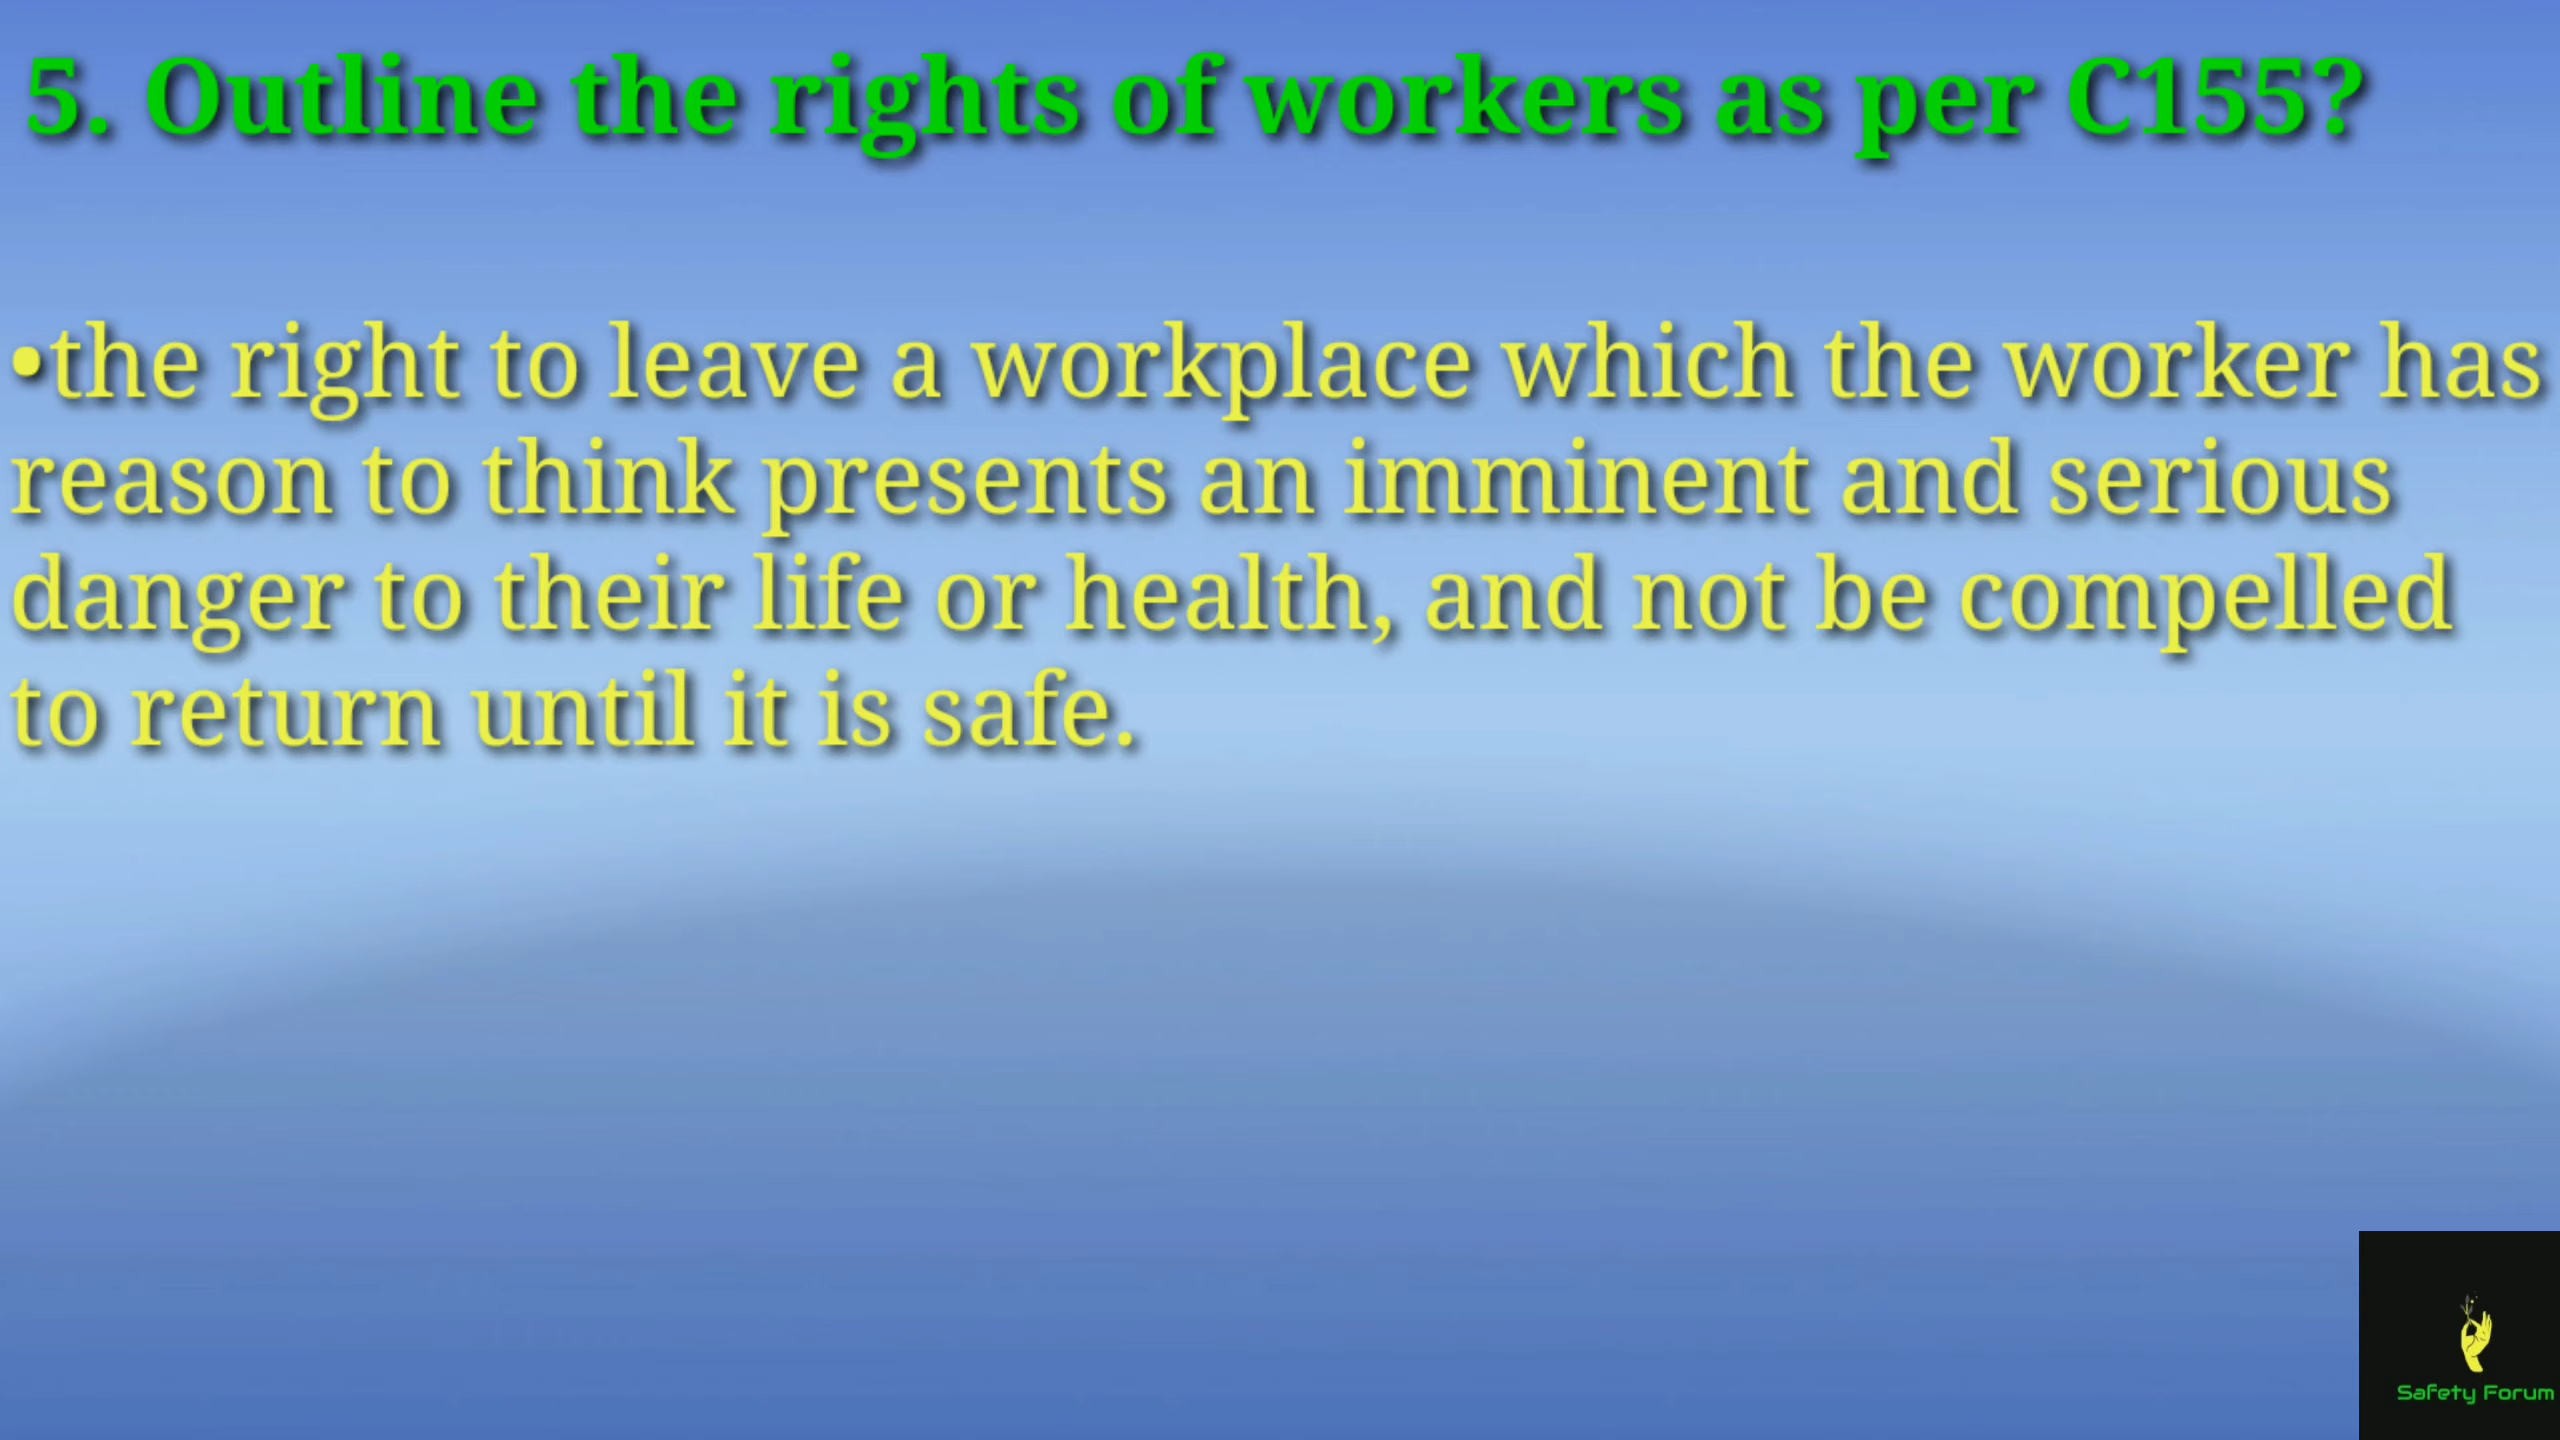 5. Outline the rights of workers as per C155?
•the right to leave a workplace which the worker has
reason to think presents an imminent and serious
danger to their life or health, and not be compelled
to return until it is safe.
Safety Forum